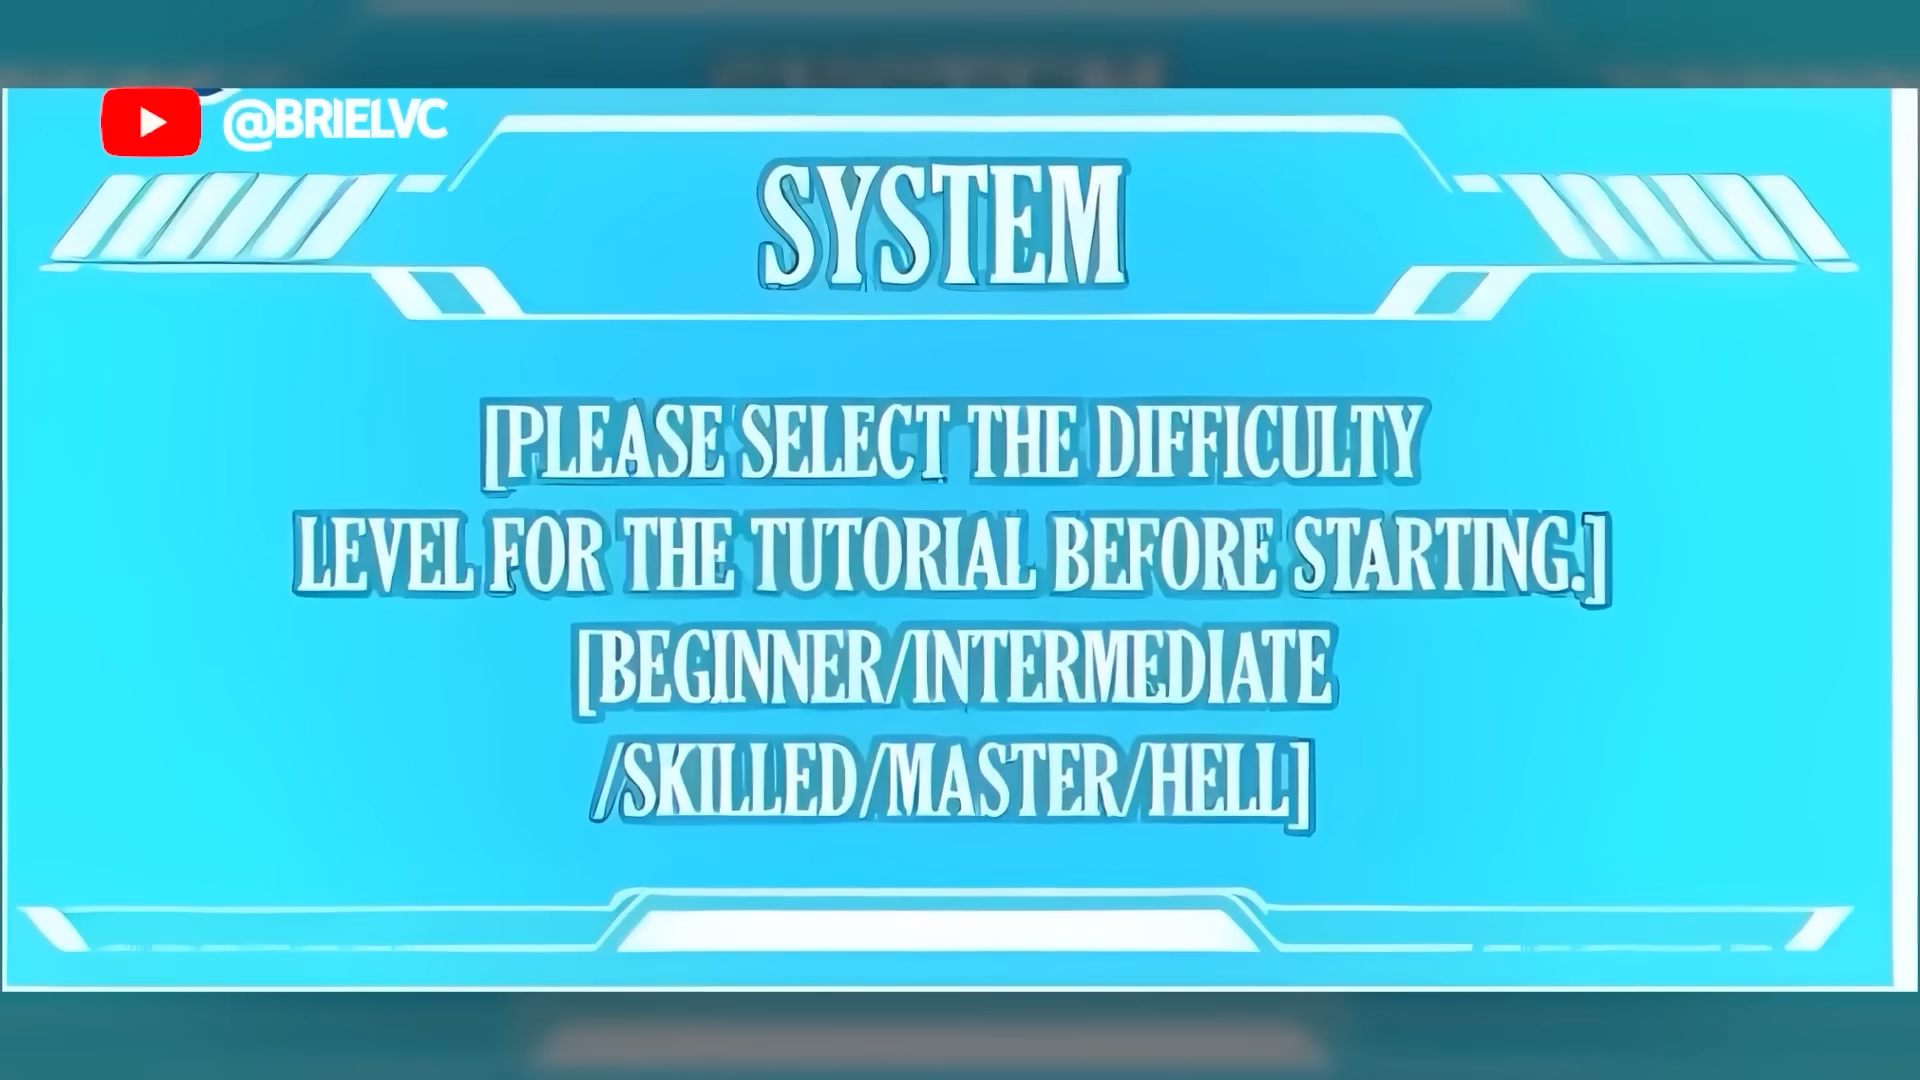 @BRIELVC
SYSTEM
[PLEASE SELECT THE DIFFICULTY
LEVEL FOR THE TUTORIAL BEFORE STARTING.]
[BEGINNER/INTERMEDIATE
/SKILLED/MASTER/HELL]